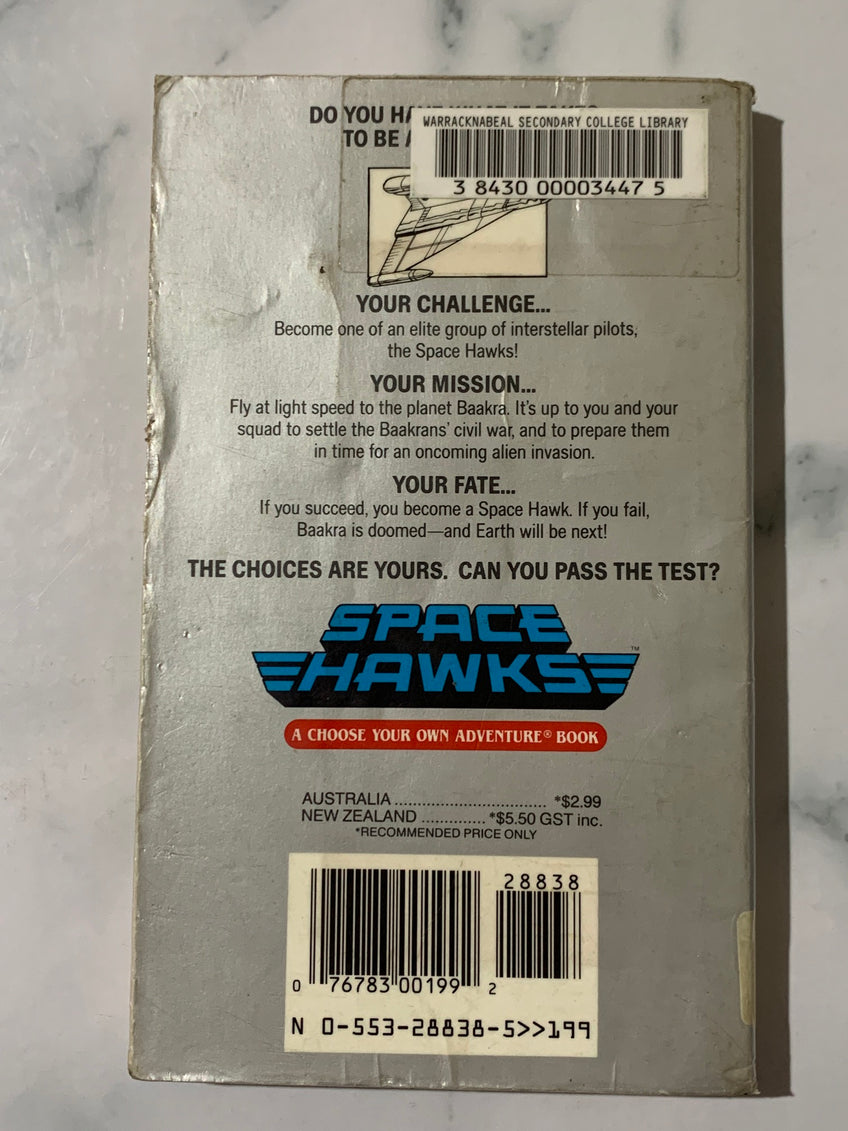 DO YOU
TO BE A
WARRACKNABEAL SECONDARY COLLEGE LIBRARY
3 8430 00003447 5
YOUR CHALLENGE...
Become one of an elite group of interstellar pilots,
the Space Hawks!
YOUR MISSION...
Fly at light speed to the planet Baakra. It's up to you and your
squad to settle the Baakrans' civil war, and to prepare them
in time for an oncoming alien invasion.
YOUR FATE...
If you succeed, you become a Space Hawk. If you fail,
Baakra is doomed—and Earth will be next!
THE CHOICES ARE YOURS. CAN YOU PASS THE TEST?
SPACE
HAWKS™
A CHOOSE YOUR OWN ADVENTURE® BOOK
AUSTRALIA ................................ *$2.99
NEW ZEALAND .............. *$5.50 GST inc.
*RECOMMENDED PRICE ONLY
28838
0 76783 00199 2
N 0-553-28838-5>>199